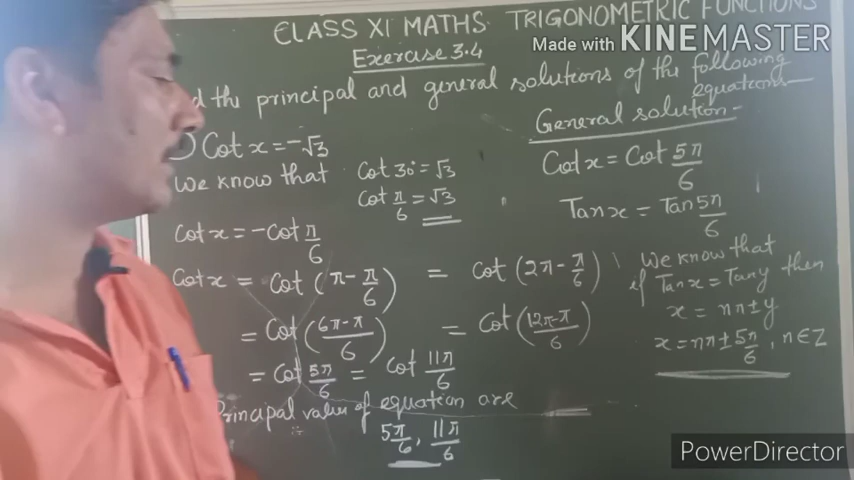 CLASS XI MATHS. TRIGONOMETRIC FUNCTIONS
Made with KINEMASTER
Exercise 3.4
the principal and general solutions of the following
equations—
Cot x = -√3
We know that Cot 30° = √3
Cot π/6 = √3
Cot x = -Cot π/6
Cot x = Cot (π - π/6) = Cot (2π - π/6)
= Cot (6π-π/6) = Cot (12π-π/6)
= Cot 5π/6 = Cot 11π/6
Principal value of equation are
5π/6, 11π/6
General solution -
Cot x = Cot 5π/6
Tan x = Tan 5π/6
We know that
if Tan x = Tan y then
x = nπ ± y
x = nπ ± 5π/6, n ∈ Z
PowerDirector